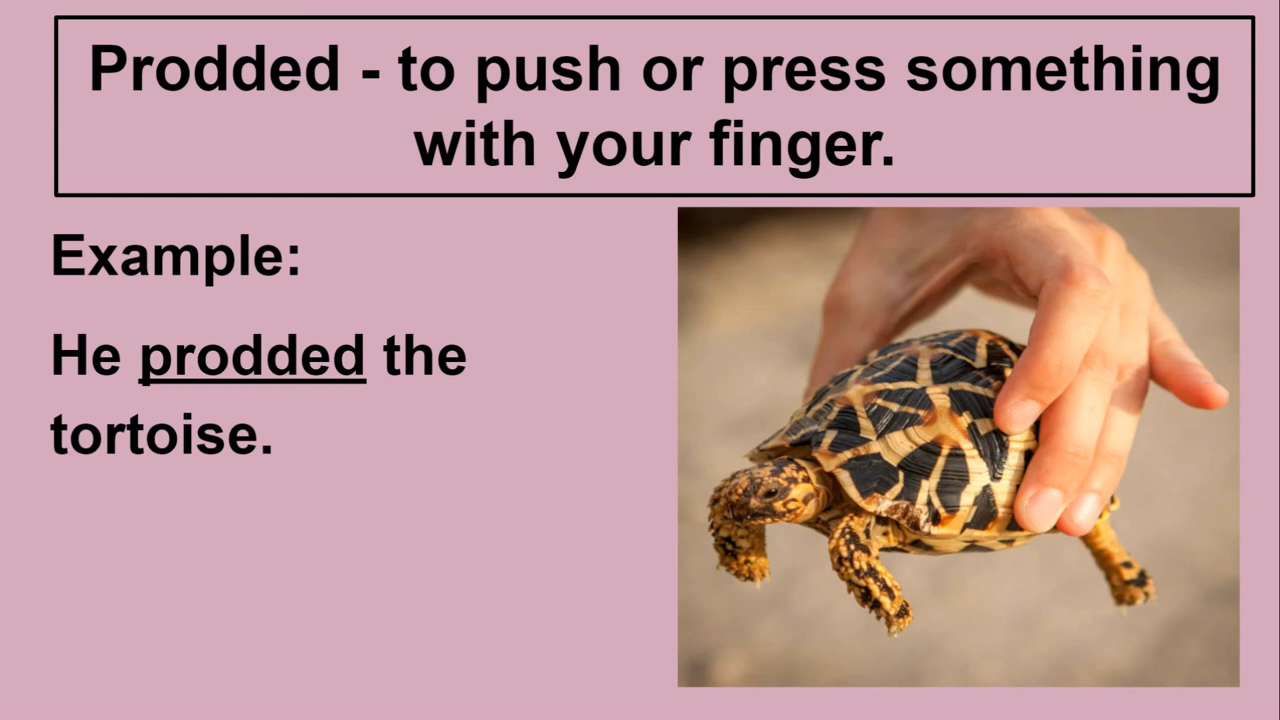 Prodded - to push or press something
with your finger.
Example:
He prodded the
tortoise.